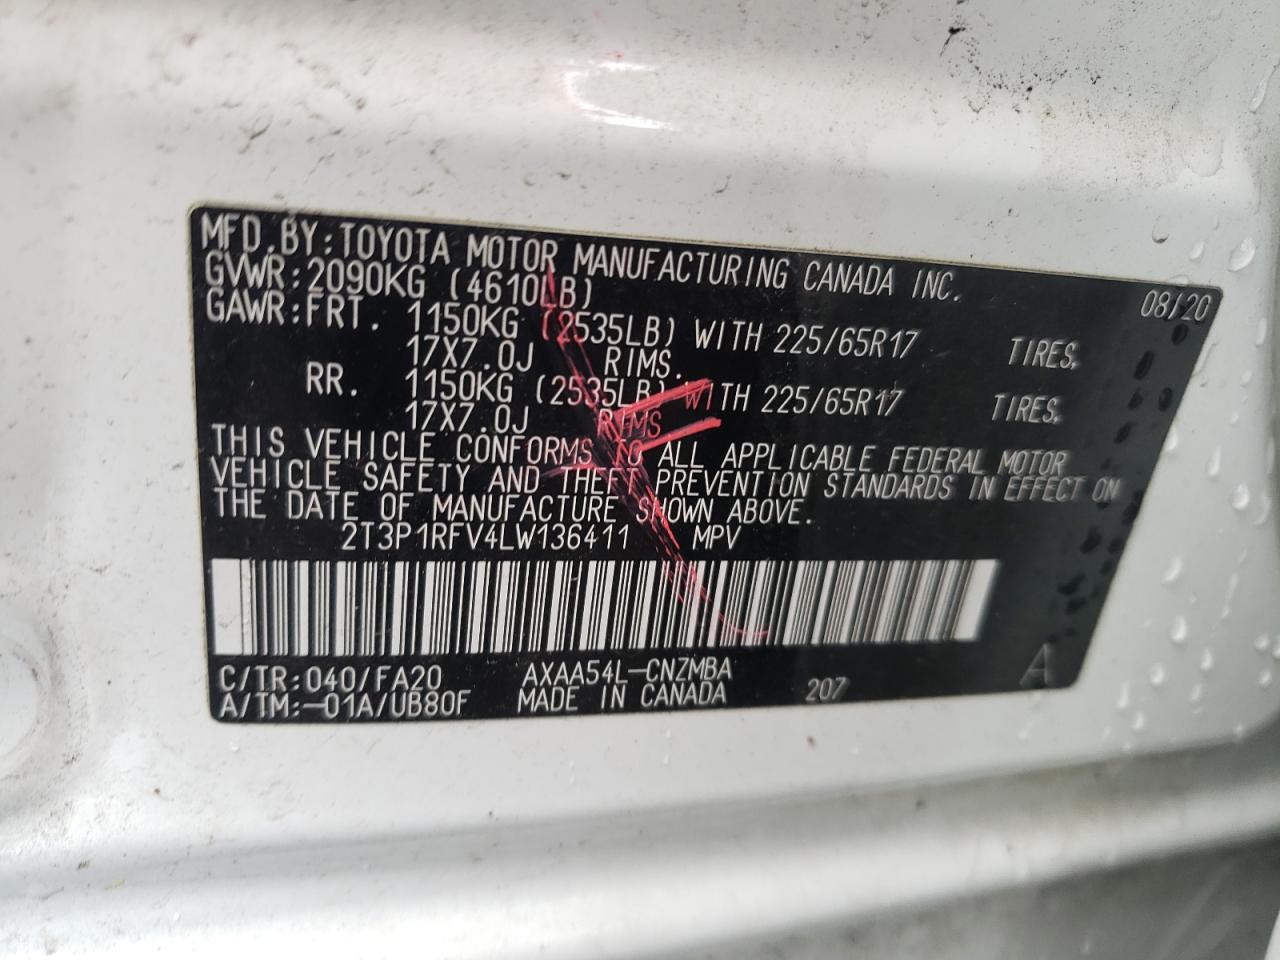 MFD.BY:TOYOTA MOTOR MANUFACTURING CANADA INC.
08/20
GVWR:2090KG (4610LB)
GAWR:FRT. 1150KG (2535LB) WITH 225/65R17 TIRES,
17X7.0J RIMS.
RR. 1150KG (2535LB) WITH 225/65R17 TIRES,
17X7.0J RIMS
THIS VEHICLE CONFORMS TO ALL APPLICABLE FEDERAL MOTOR
VEHICLE SAFETY AND THEFT PREVENTION STANDARDS IN EFFECT ON
THE DATE OF MANUFACTURE SHOWN ABOVE.
2T3P1RFV4LW136411 MPV
C/TR:040/FA20 AXAA54L-CNZMBA
A/TM:-01A/UB80F MADE IN CANADA 207 A